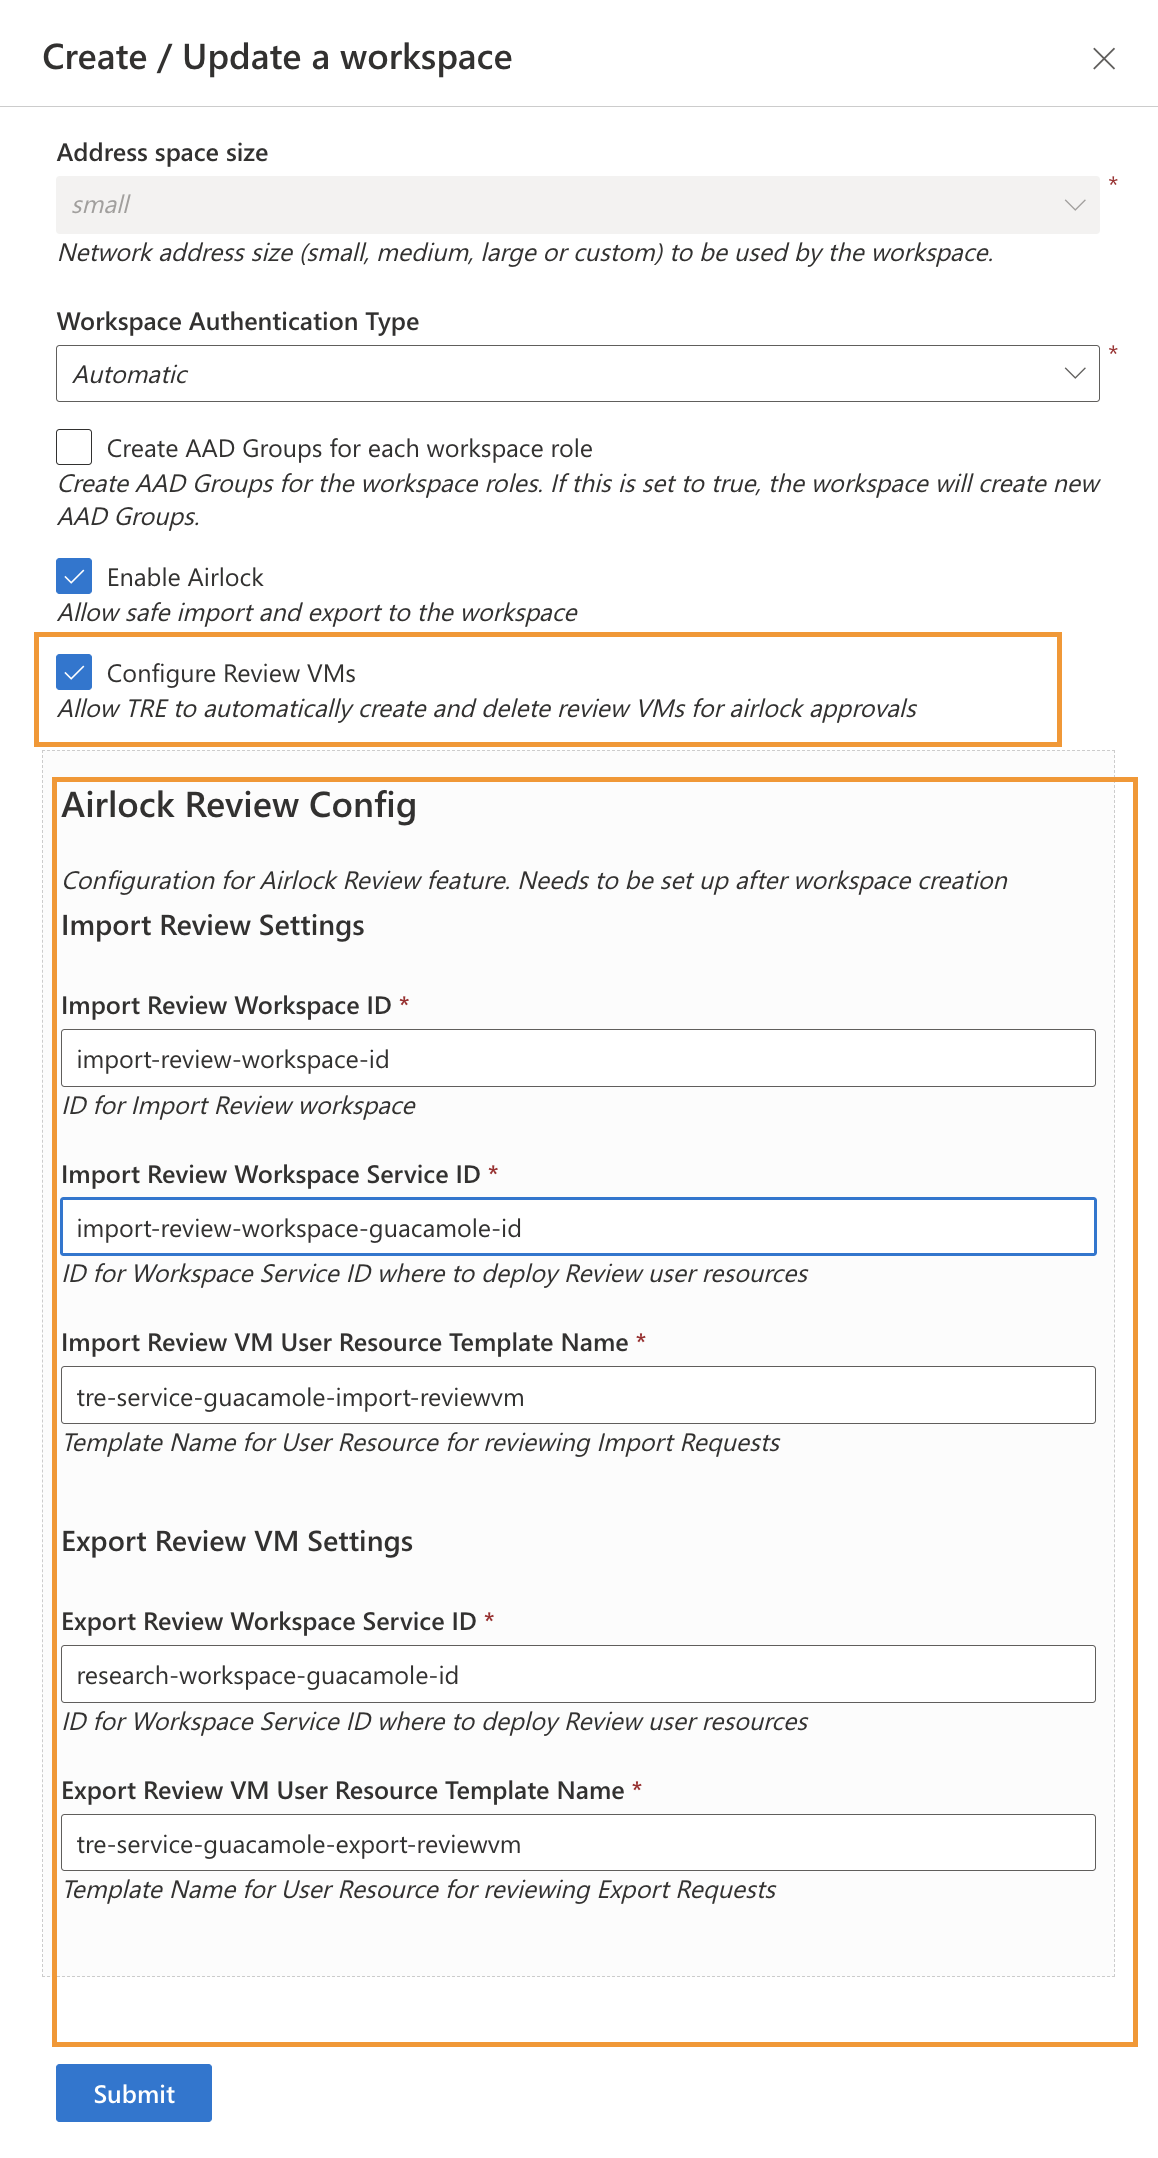 Create / Update a workspace
Address space size
small
*
Network address size (small, medium, large or custom) to be used by the workspace.
Workspace Authentication Type
Automatic
*
Create AAD Groups for each workspace role
Create AAD Groups for the workspace roles. If this is set to true, the workspace will create new
AAD Groups.
Enable Airlock
Allow safe import and export to the workspace
Configure Review VMs
Allow TRE to automatically create and delete review VMs for airlock approvals
Airlock Review Config
Configuration for Airlock Review feature. Needs to be set up after workspace creation
Import Review Settings
Import Review Workspace ID *
import-review-workspace-id
ID for Import Review workspace
Import Review Workspace Service ID *
import-review-workspace-guacamole-id
ID for Workspace Service ID where to deploy Review user resources
Import Review VM User Resource Template Name *
tre-service-guacamole-import-reviewvm
Template Name for User Resource for reviewing Import Requests
Export Review VM Settings
Export Review Workspace Service ID *
research-workspace-guacamole-id
ID for Workspace Service ID where to deploy Review user resources
Export Review VM User Resource Template Name *
tre-service-guacamole-export-reviewvm
Template Name for User Resource for reviewing Export Requests
Submit